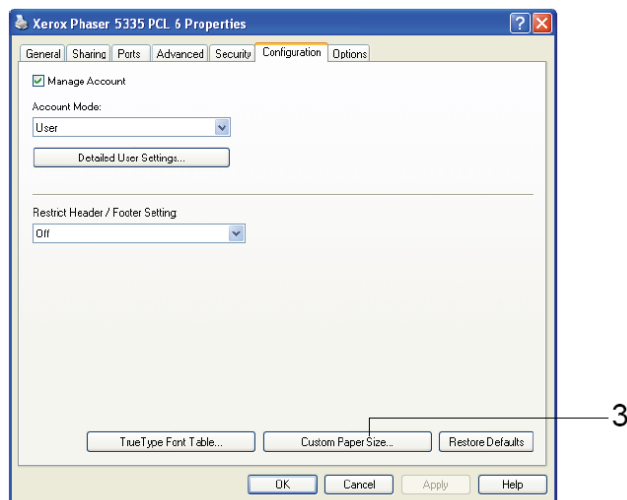 Xerox Phaser 5335 PCL 6 Properties
General Sharing Ports Advanced Security Configuration Options
Manage Account
Account Mode:
User
Detailed User Settings...
Restrict Header / Footer Setting:
Off
3
TrueType Font Table... Custom Paper Size... Restore Defaults
OK Cancel Apply Help